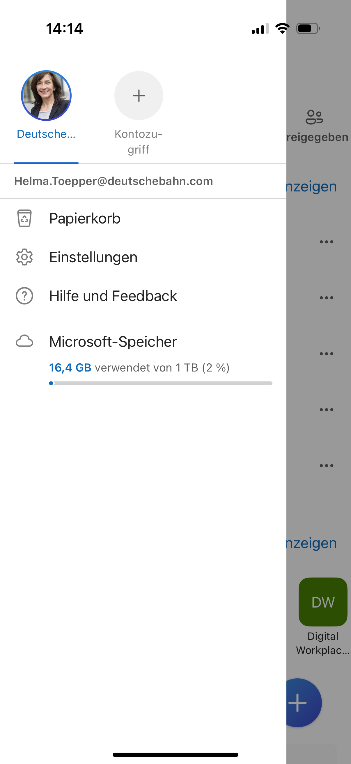 14:14
Deutsche...
Kontozu-
griff
Helma.Toepper@deutschebahn.com
Papierkorb
Einstellungen
Hilfe und Feedback
Microsoft-Speicher
16,4 GB verwendet von 1 TB (2 %)
reigegeben
nzeigen
nzeigen
DW
Digital
Workplac...